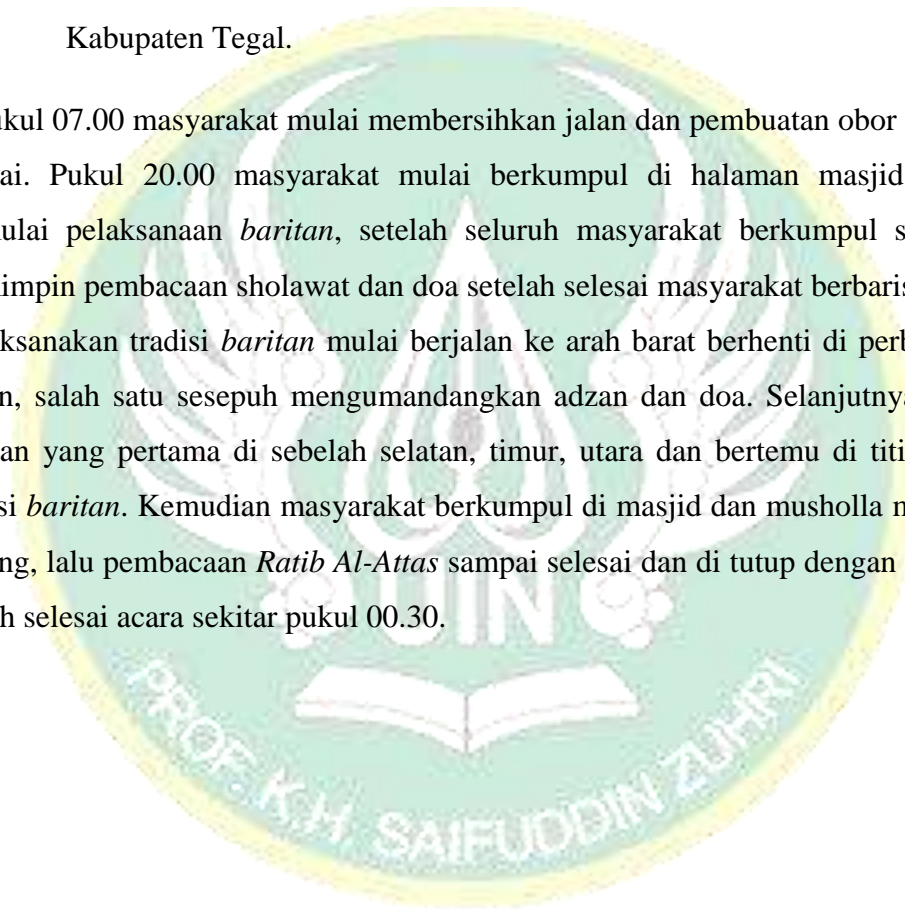 Kabupaten Tegal.
ukul 07.00 masyarakat mulai membersihkan jalan dan pembuatan obor
ai. Pukul 20.00 masyarakat mulai berkumpul di halaman masjid
ulai pelaksanaan baritan, setelah seluruh masyarakat berkumpul s
impin pembacaan sholawat dan doa setelah selesai masyarakat berbaris
ksanakan tradisi baritan mulai berjalan ke arah barat berhenti di perb
n, salah satu sesepuh mengumandangkan adzan dan doa. Selanjutnya
an yang pertama di sebelah selatan, timur, utara dan bertemu di titi
si baritan. Kemudian masyarakat berkumpul di masjid dan musholla m
ng, lalu pembacaan Ratib Al-Attas sampai selesai dan di tutup dengan
h selesai acara sekitar pukul 00.30.
UIN
PROF. K.H. SAIFUDDIN ZUHRI